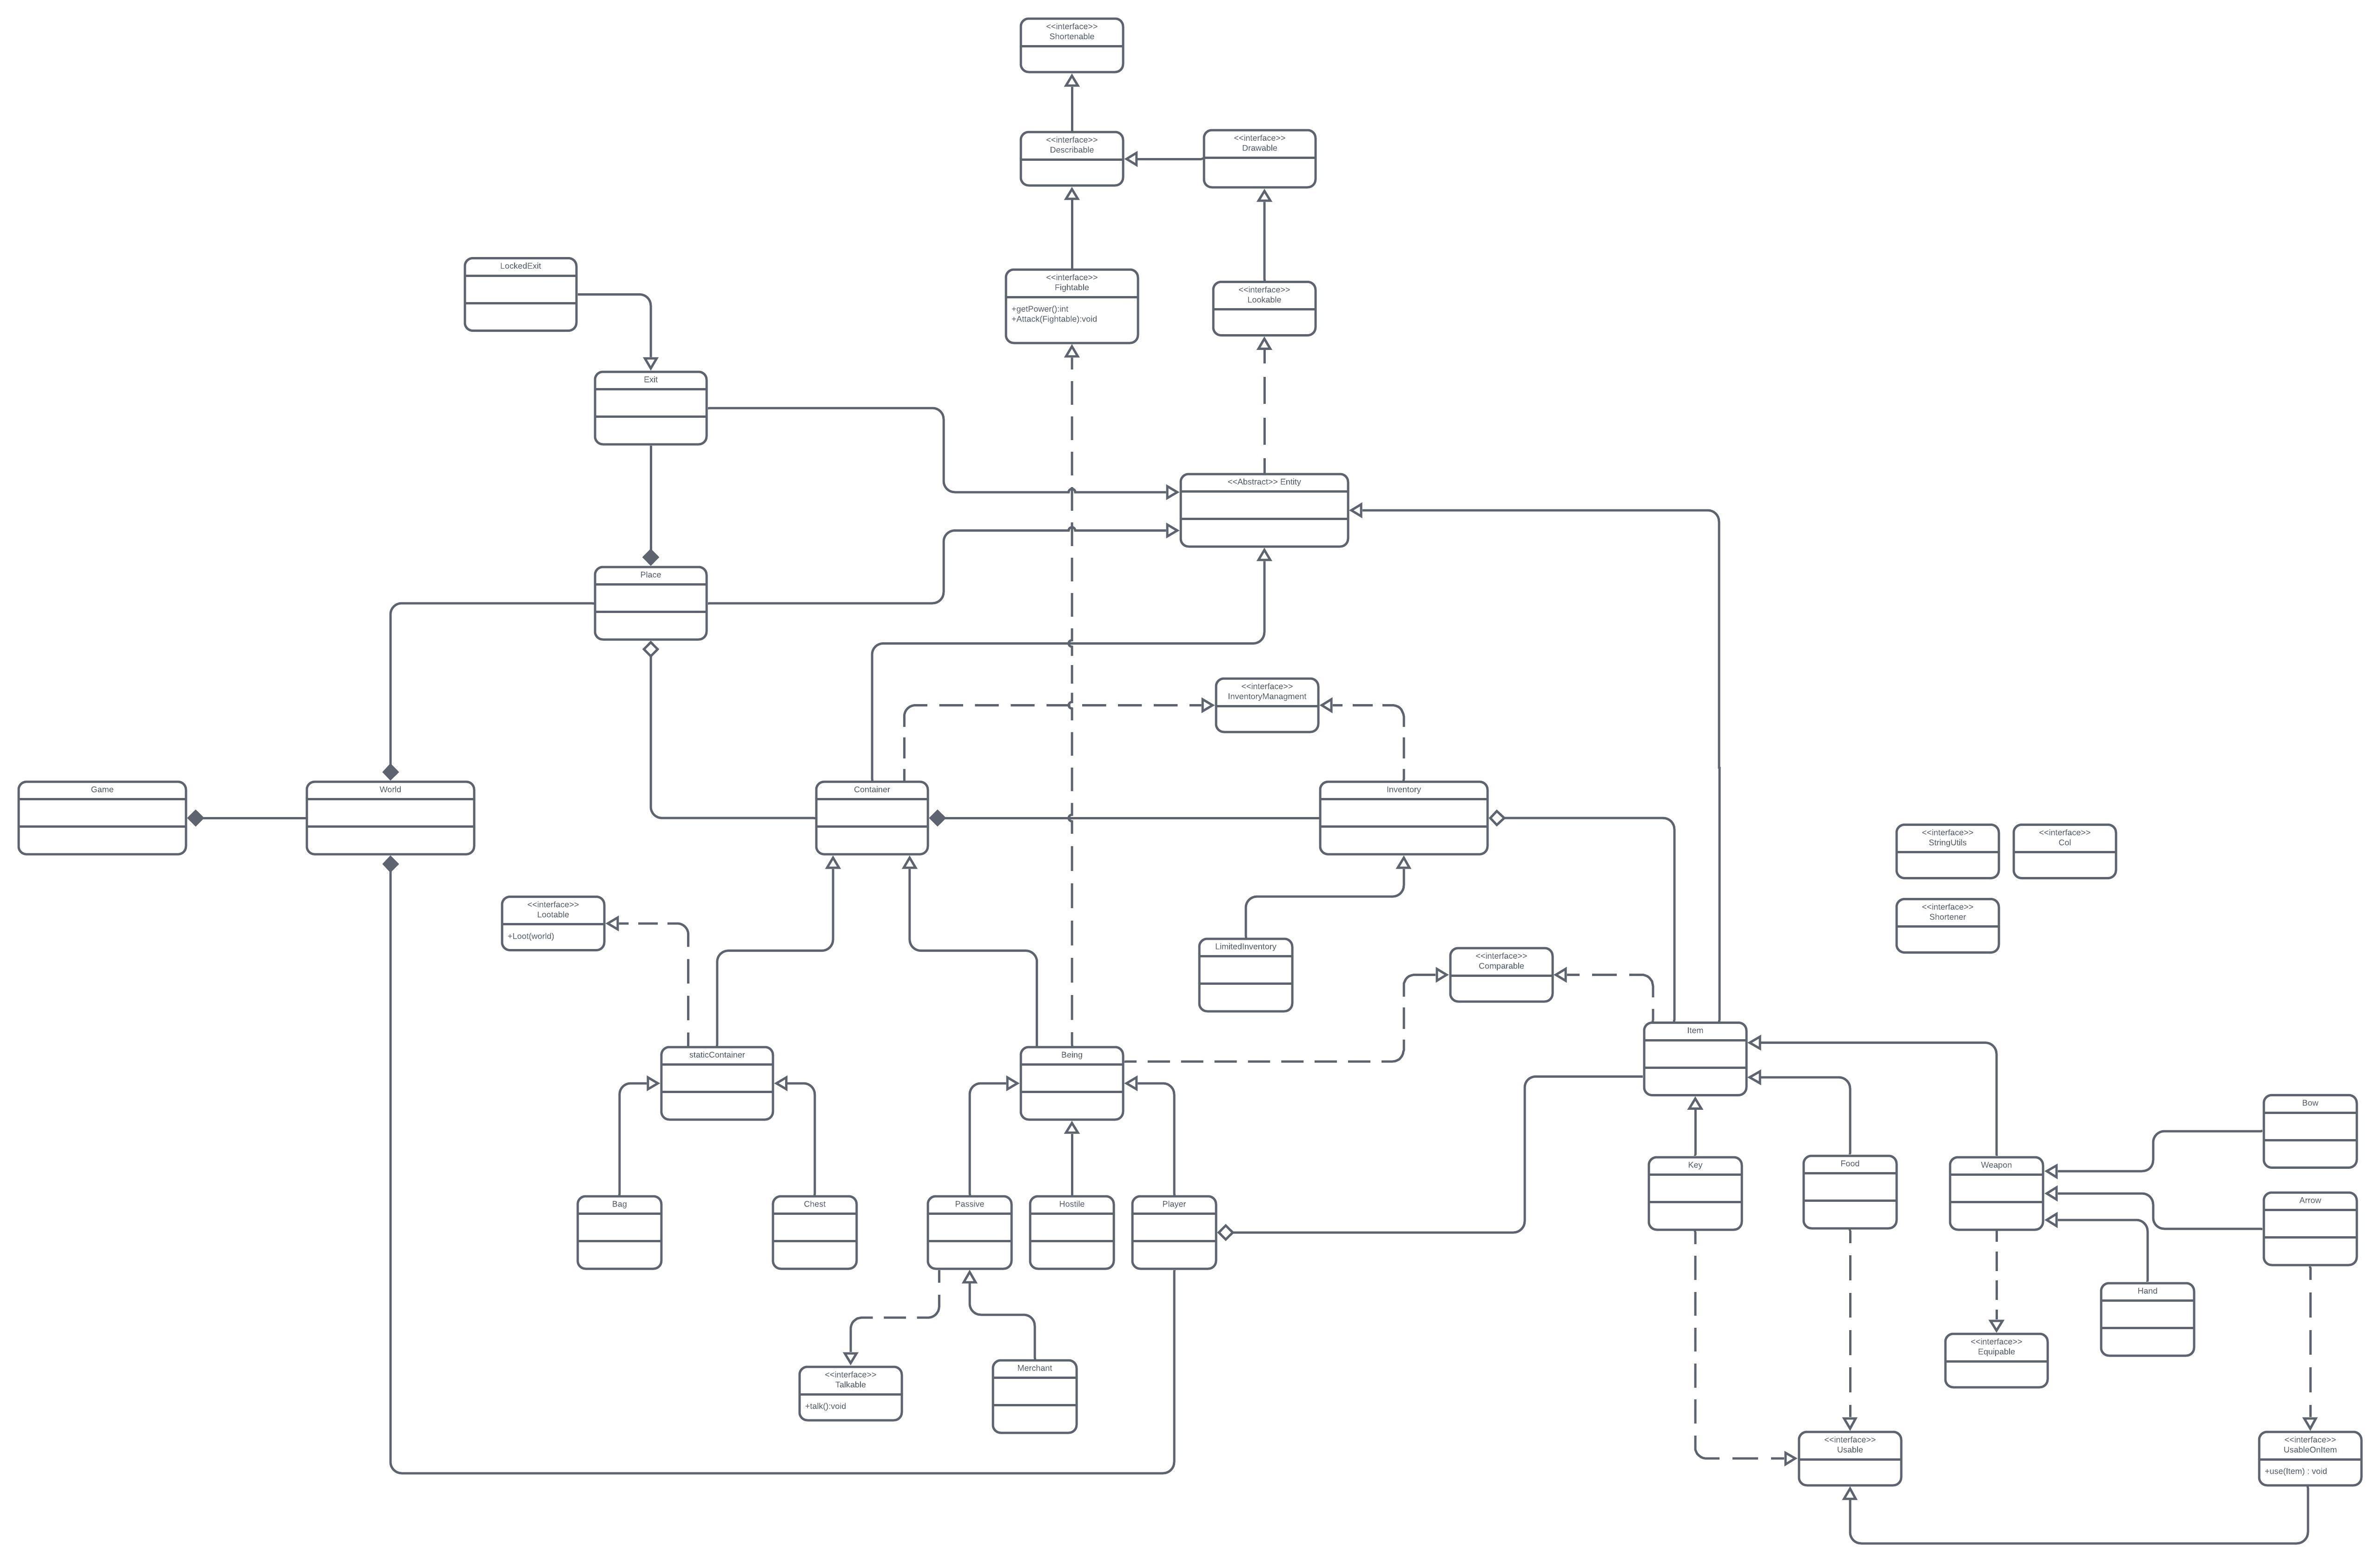 <<interface>>
Shortenable
<<interface>>
Describable
<<interface>>
Drawable
LockedExit
<<interface>>
Fightable
+getPower():int
+Attack(Fightable):void
<<interface>>
Lookable
Exit
<<Abstract>> Entity
Place
<<interface>>
InventoryManagment
Game
World
Container
Inventory
<<interface>>
StringUtils
<<interface>>
Col
<<interface>>
Lootable
+Loot(world)
<<interface>>
Shortener
LimitedInventory
<<interface>>
Comparable
Item
staticContainer
Being
Bow
Key
Food
Weapon
Bag
Chest
Passive
Hostile
Player
Arrow
Hand
<<interface>>
Equipable
<<interface>>
Talkable
+talk():void
Merchant
<<interface>>
Usable
<<interface>>
UsableOnItem
+use(Item) : void